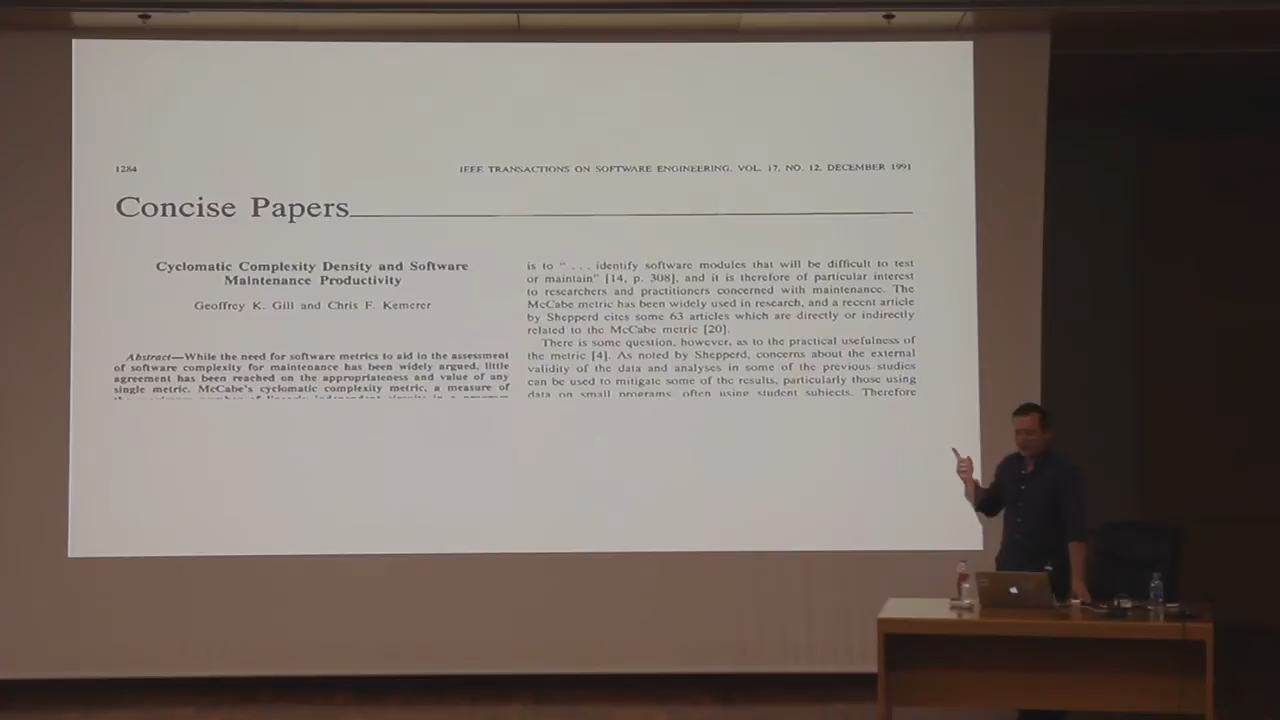 1284
IEEE TRANSACTIONS ON SOFTWARE ENGINEERING. VOL. 17, NO. 12, DECEMBER 1991
Concise Papers
Cyclomatic Complexity Density and Software
Maintenance Productivity
Geoffrey K. Gill and Chris F. Kemerer
Abstract—While the need for software metrics to aid in the assessment
of software complexity for maintenance has been widely argued, little
agreement has been reached on the appropriateness and value of any
single metric. McCabe's cyclomatic complexity metric, a measure of
is to “ . . . identify software modules that will be difficult to test
or maintain” [14, p. 308], and it is therefore of particular interest
to researchers and practitioners concerned with maintenance. The
McCabe metric has been widely used in research, and a recent article
by Shepperd cites some 63 articles which are directly or indirectly
related to the McCabe metric [20].
There is some question, however, as to the practical usefulness of
the metric [4]. As noted by Shepperd, concerns about the external
validity of the data and analyses in some of the previous studies
can be used to mitigate some of the results, particularly those using
data on small programs, often using student subjects. Therefore